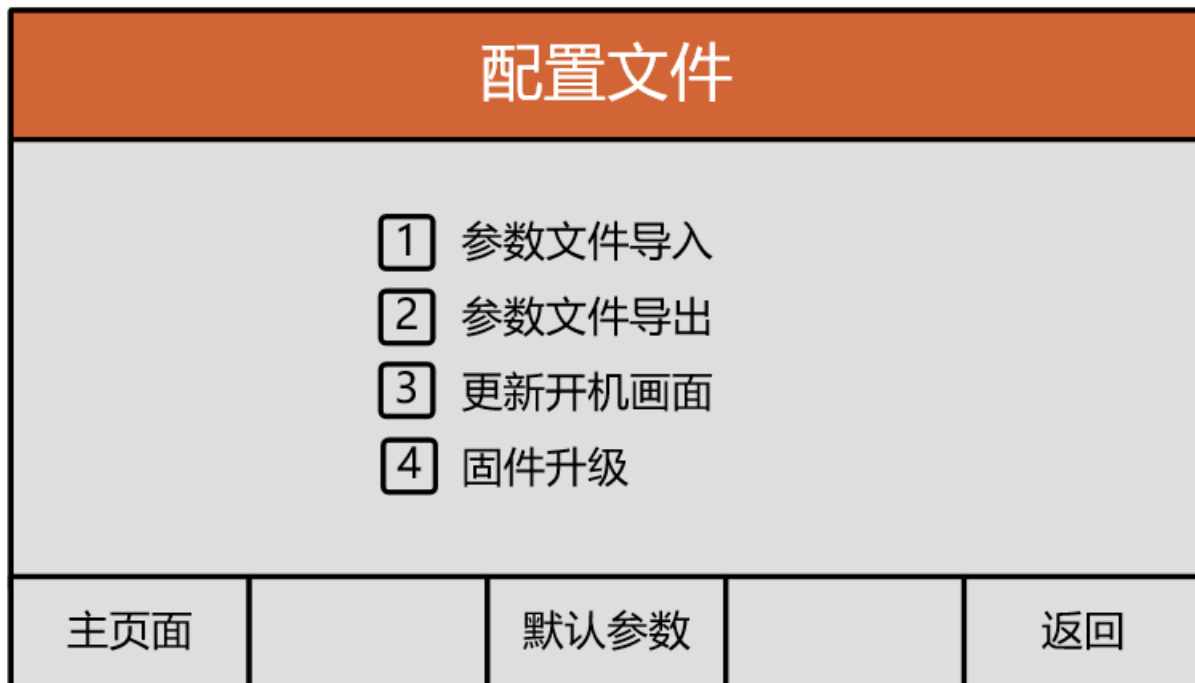 配置文件
1 参数文件导入
2 参数文件导出
3 更新开机画面
4 固件升级
主页面 默认参数 返回